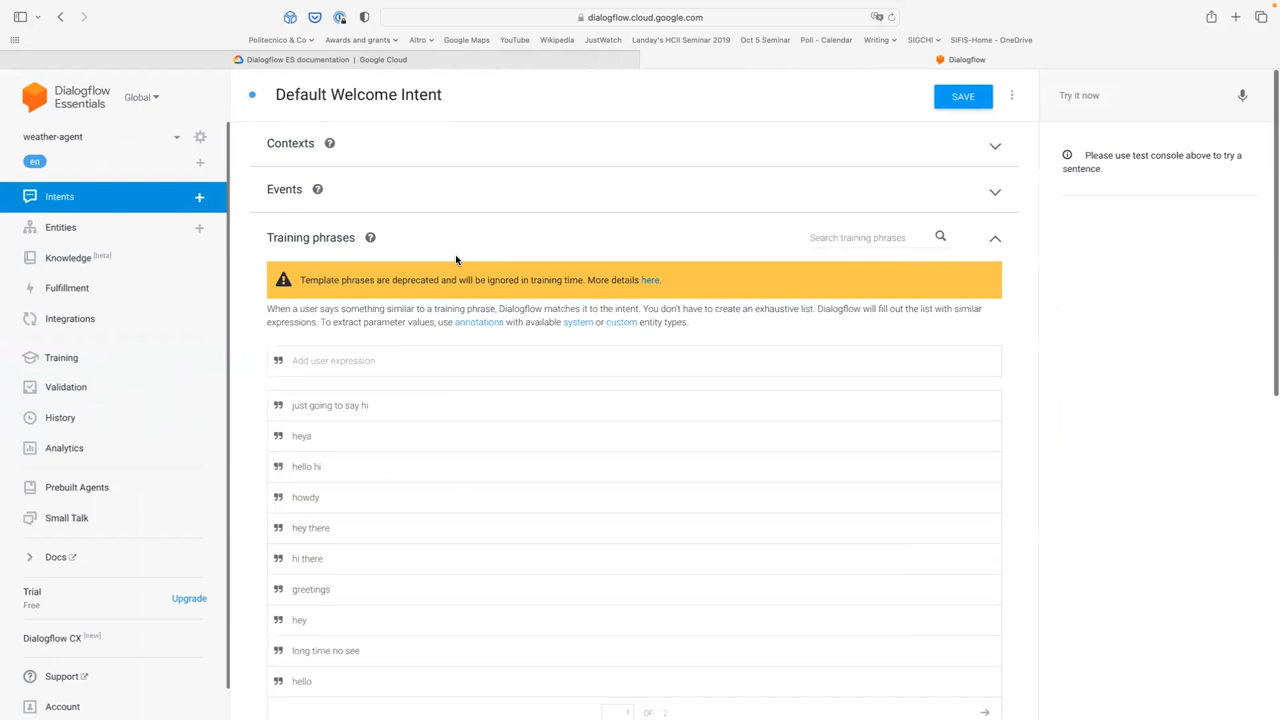 dialogflow.cloud.google.com
Politecnico & Co
Awards and grants
Altro
Google Maps
YouTube
Wikipedia
JustWatch
Landay's HCII Seminar 2019
Oct 5 Seminar
Poli - Calendar
Writing
SIGCHI
SIFIS-Home - OneDrive
Dialogflow ES documentation | Google Cloud
Dialogflow
Dialogflow
Essentials
Global
weather-agent
en
Intents
Entities
Knowledge [beta]
Fulfillment
Integrations
Training
Validation
History
Analytics
Prebuilt Agents
Small Talk
Docs
Trial
Free
Upgrade
Dialogflow CX [new]
Support
Account
Default Welcome Intent
SAVE
Contexts
Events
Training phrases
Search training phrases
Template phrases are deprecated and will be ignored in training time. More details here.
When a user says something similar to a training phrase, Dialogflow matches it to the intent. You don't have to create an exhaustive list. Dialogflow will fill out the list with similar
expressions. To extract parameter values, use annotations with available system or custom entity types.
Add user expression
just going to say hi
heya
hello hi
howdy
hey there
hi there
greetings
hey
long time no see
hello
1 OF 2
Try it now
Please use test console above to try a
sentence.